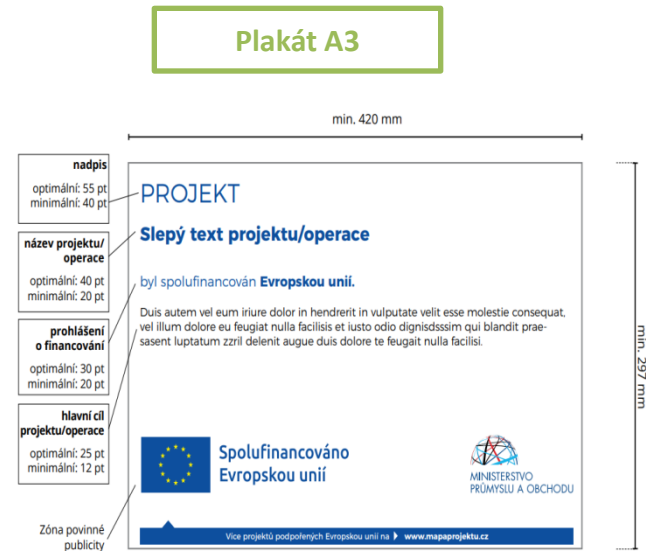 Plakát A3
min. 420 mm
nadpis
optimální: 55 pt
minimální: 40 pt
název projektu/
operace
optimální: 40 pt
minimální: 20 pt
prohlášení
o financování
optimální: 30 pt
minimální: 20 pt
hlavní cíl
projektu/operace
optimální: 25 pt
minimální: 12 pt
Zóna povinné
publicity
PROJEKT
Slepý text projektu/operace
byl spolufinancován Evropskou unií.
Duis autem vel eum iriure dolor in hendrerit in vulputate velit esse molestie consequat,
vel illum dolore eu feugiat nulla facilisis et iusto odio dignisdsssim qui blandit prae-
sasent luptatum zzril delenit augue duis dolore te feugait nulla facilisi.
Spolufinancováno
Evropskou unií
MINISTERSTVO
PRŮMYSLU A OBCHODU
Více projektů podpořených Evropskou unií na www.mapaprojektu.cz
min. 297 mm